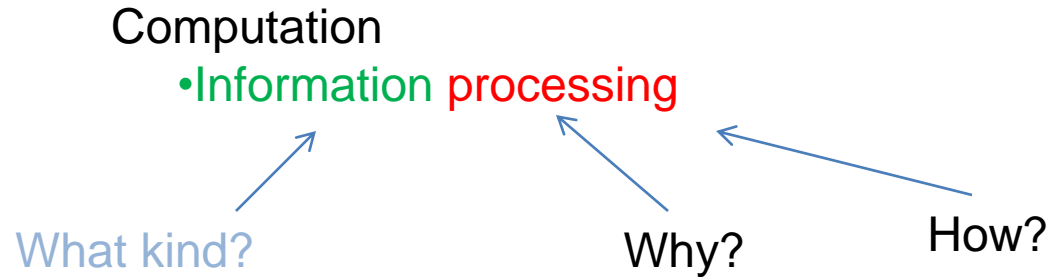 Computation
•Information processing
What kind?
Why?
How?